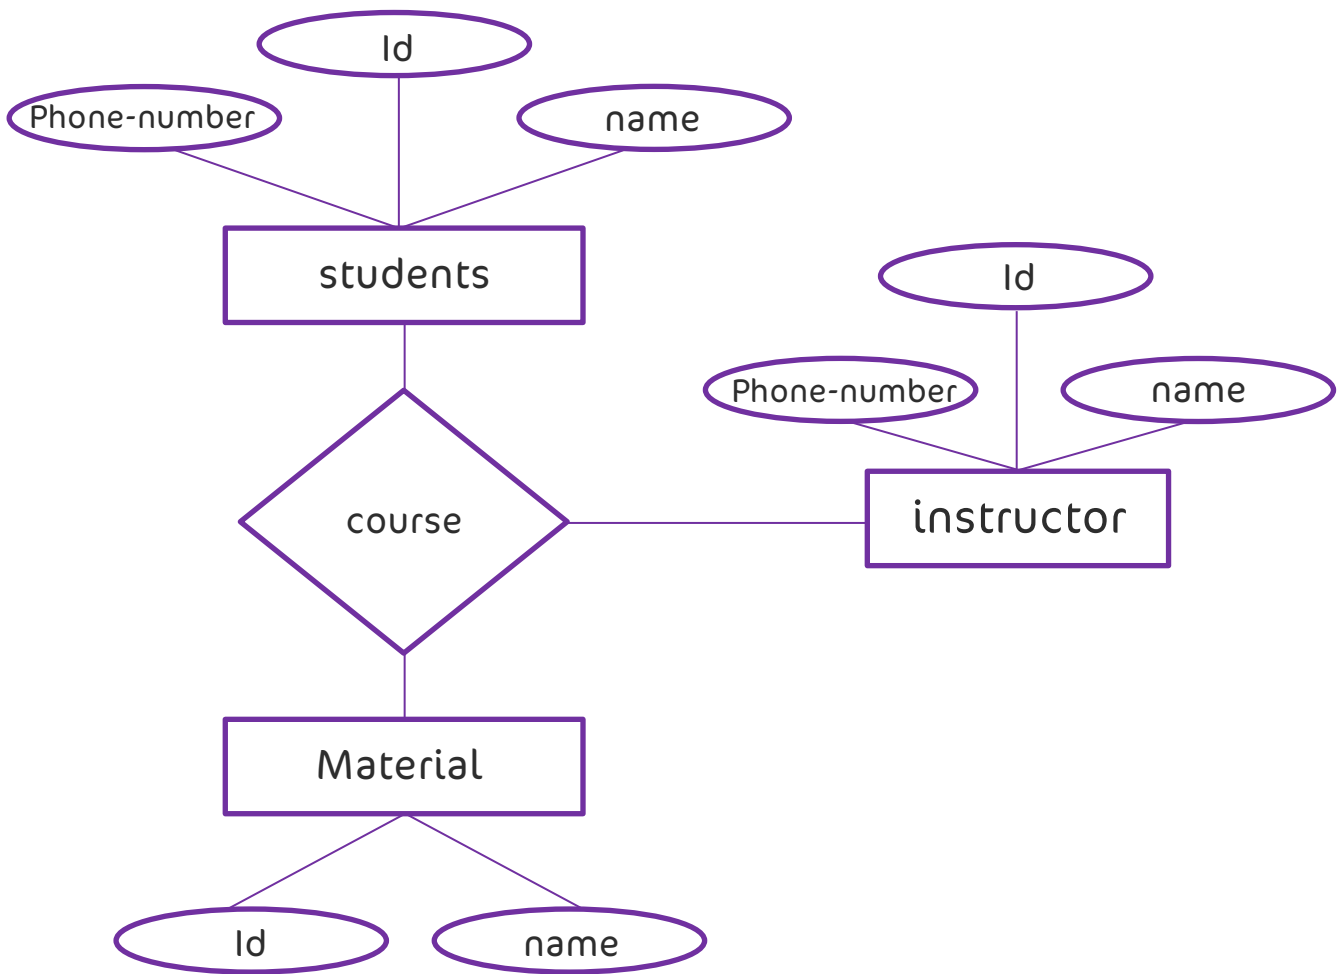 Id
Phone-number
name
students
Id
Phone-number
name
course
instructor
Material
Id
name